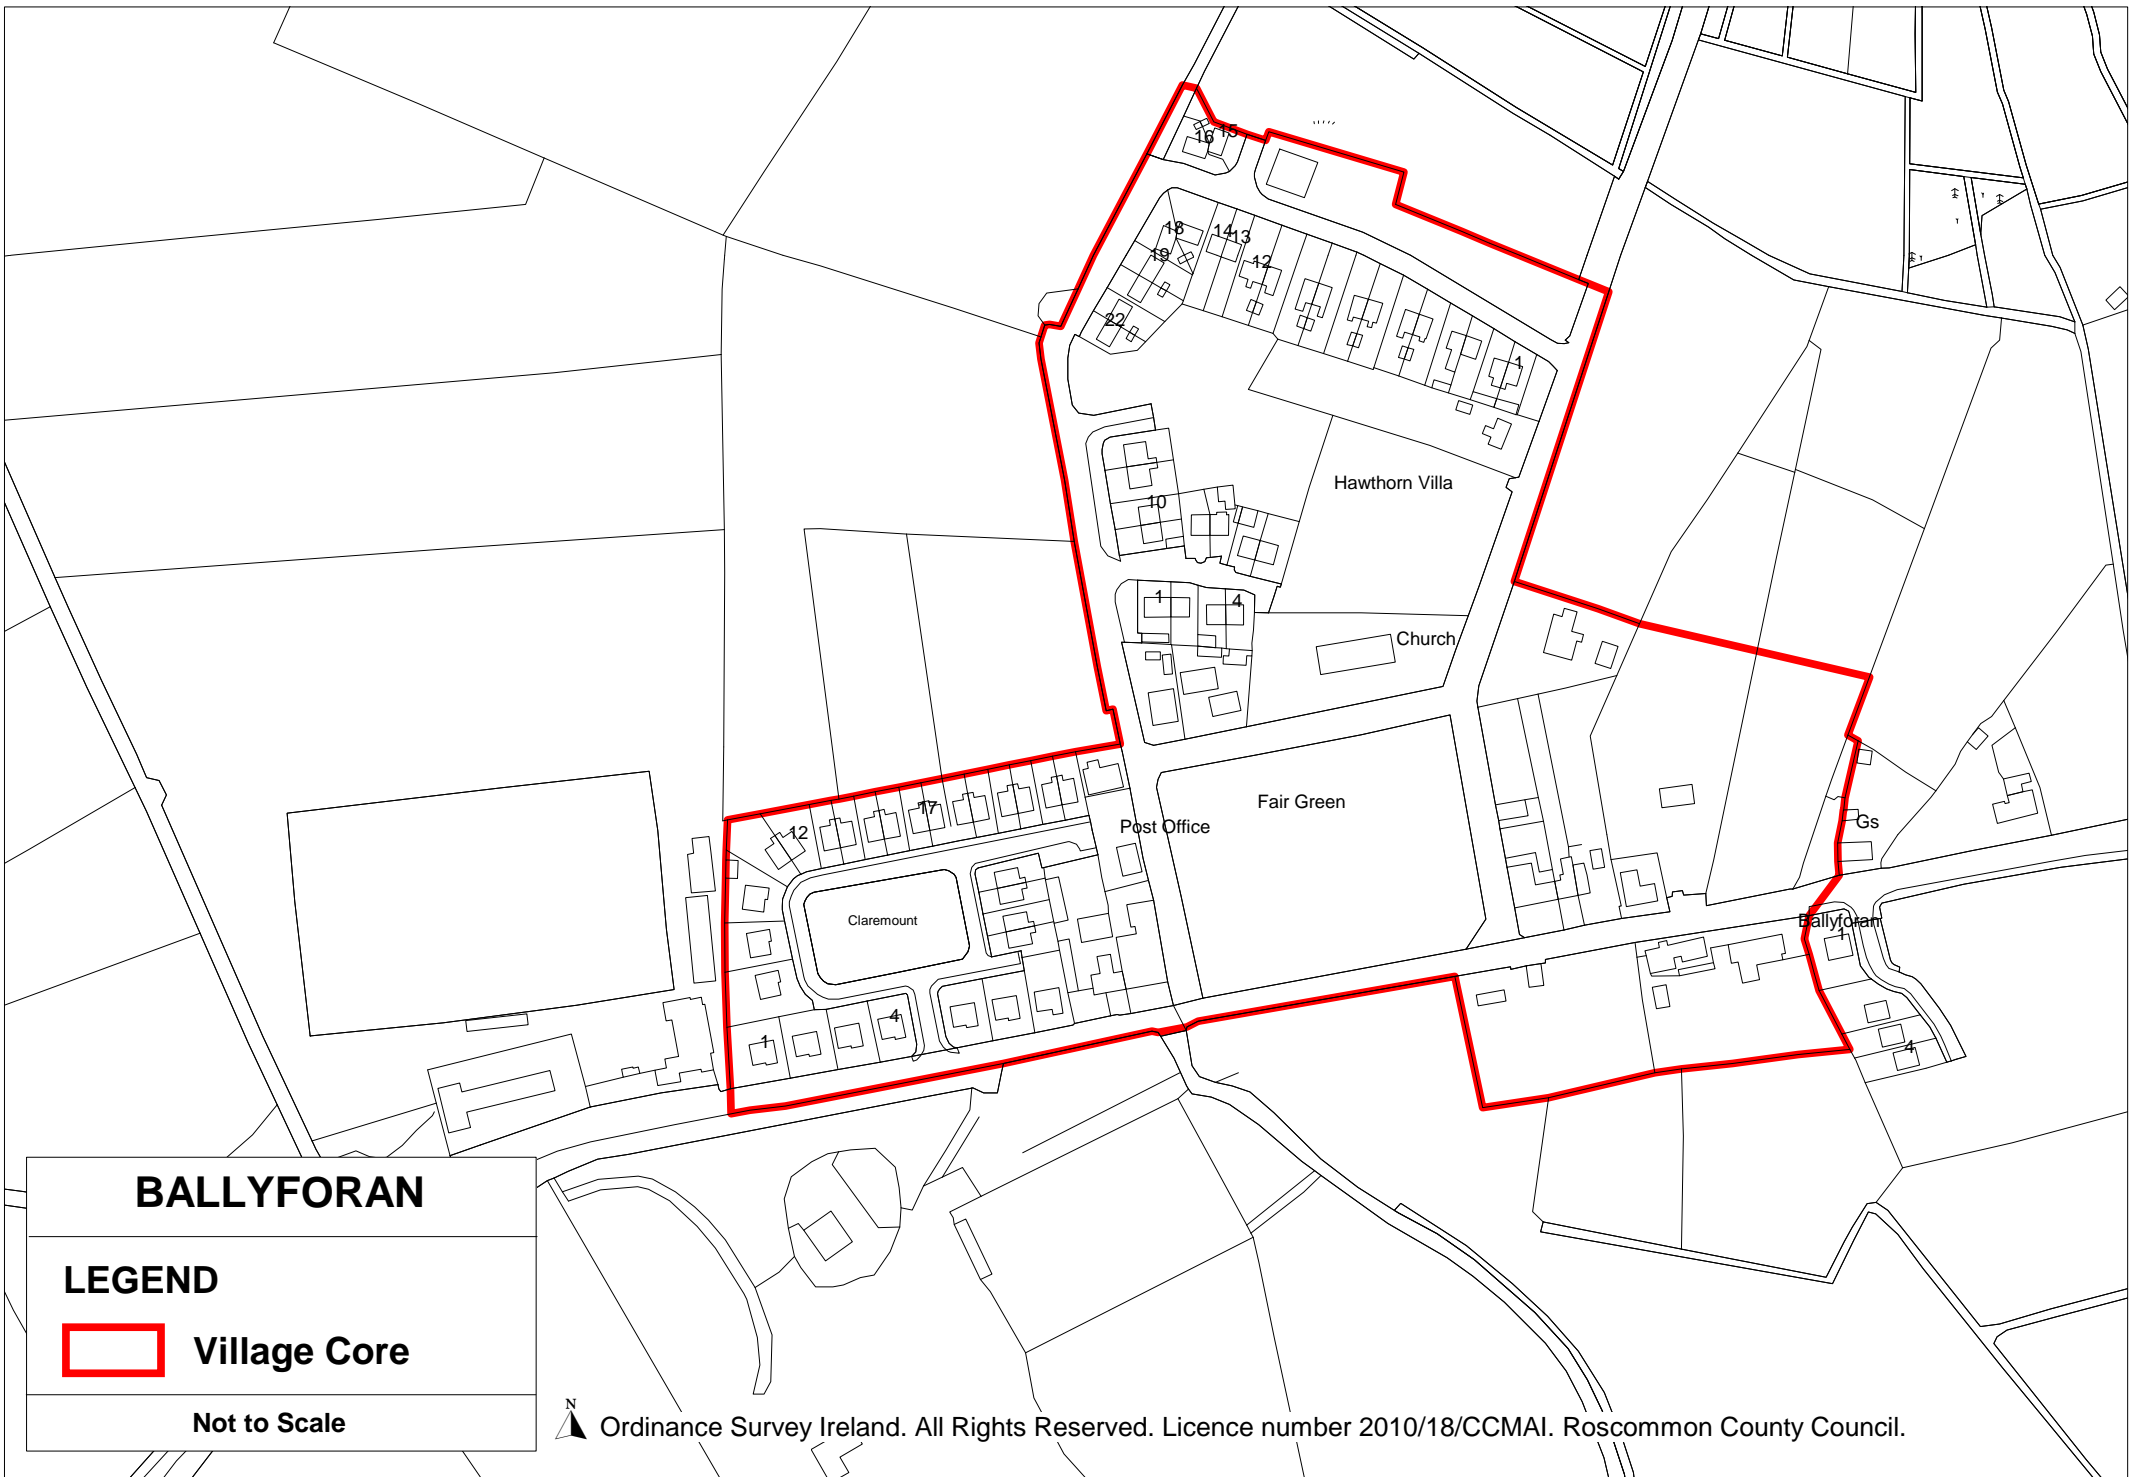 16 15
18 14 13
19 12
22
1
Hawthorn Villa
10
1 4
Church
Fair Green
Post Office
17
12
Gs
Claremount
Ballyforan
1
4
1
4
BALLYFORAN
LEGEND
Village Core
Not to Scale
N
Ordinance Survey Ireland. All Rights Reserved. Licence number 2010/18/CCMAI. Roscommon County Council.